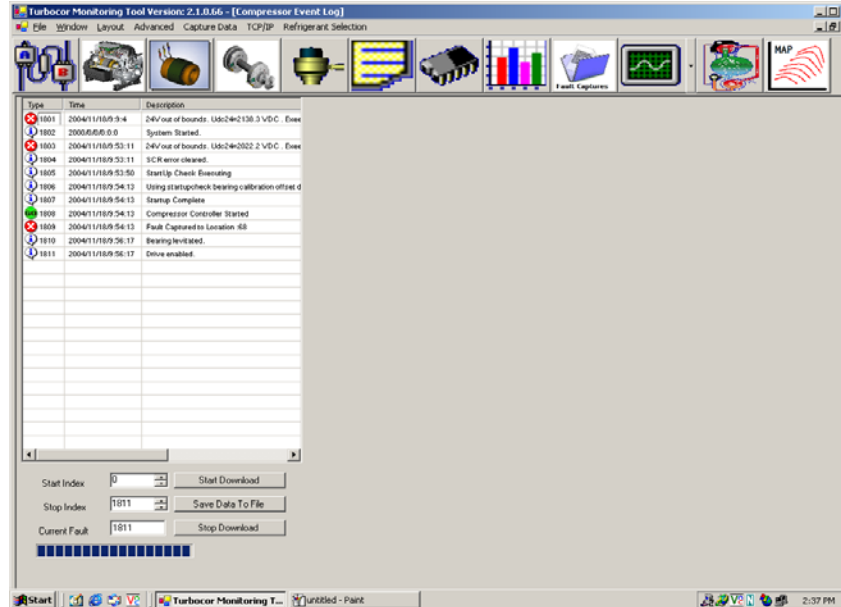 Turbocor Monitoring Tool Version: 2.1.0.66 - [Compressor Event Log]
File Window Layout Advanced Capture Data TCP/IP Refrigerant Selection
A
B
Fault Captures
MAP
Type Time Description
1801 2004/11/18/9:9:4 24V out of bounds. Udc24=2138.3 VDC . Exee
1802 2000/0/0/0:0:0 System Started.
1803 2004/11/18/9:53:11 24V out of bounds. Udc24=2022.2 VDC . Exee
1804 2004/11/18/9:53:11 SCR error cleared.
1805 2004/11/18/9:53:50 StartUp Check Executing
1806 2004/11/18/9:54:13 Using startupcheck bearing calibration offset d
1807 2004/11/18/9:54:13 Startup Complete
1808 2004/11/18/9:54:13 Compressor Controller Started
1809 2004/11/18/9:54:13 Fault Captured to Location :68
1810 2004/11/18/9:56:17 Bearing levitated.
1811 2004/11/18/9:56:17 Drive enabled.
Start Index 0 Start Download
Stop Index 1811 Save Data To File
Current Fault 1811 Stop Download
Start Turbocor Monitoring T... untitled - Paint 2:37 PM